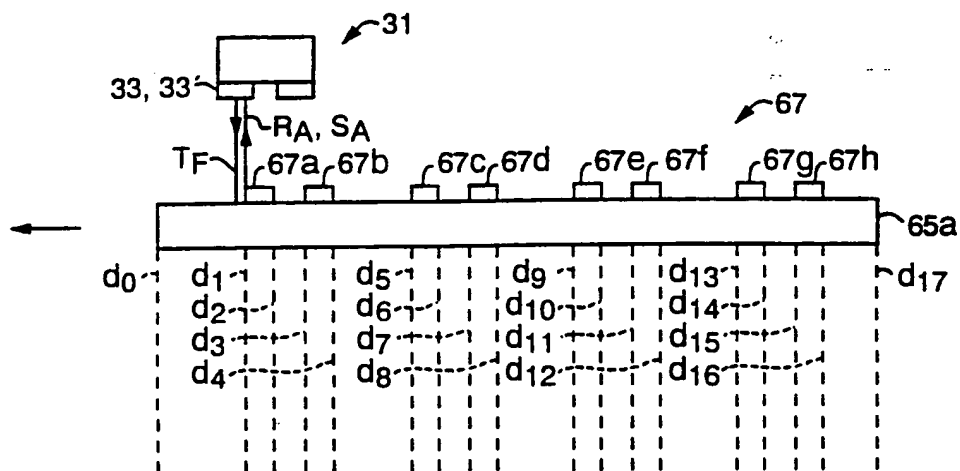 31
33, 33′
RA, SA
67
TF
67a 67b 67c 67d 67e 67f 67g 67h
65a
d0 d1 d5 d9 d13 d17
d2 d6 d10 d14
d3 d7 d11 d15
d4 d8 d12 d16